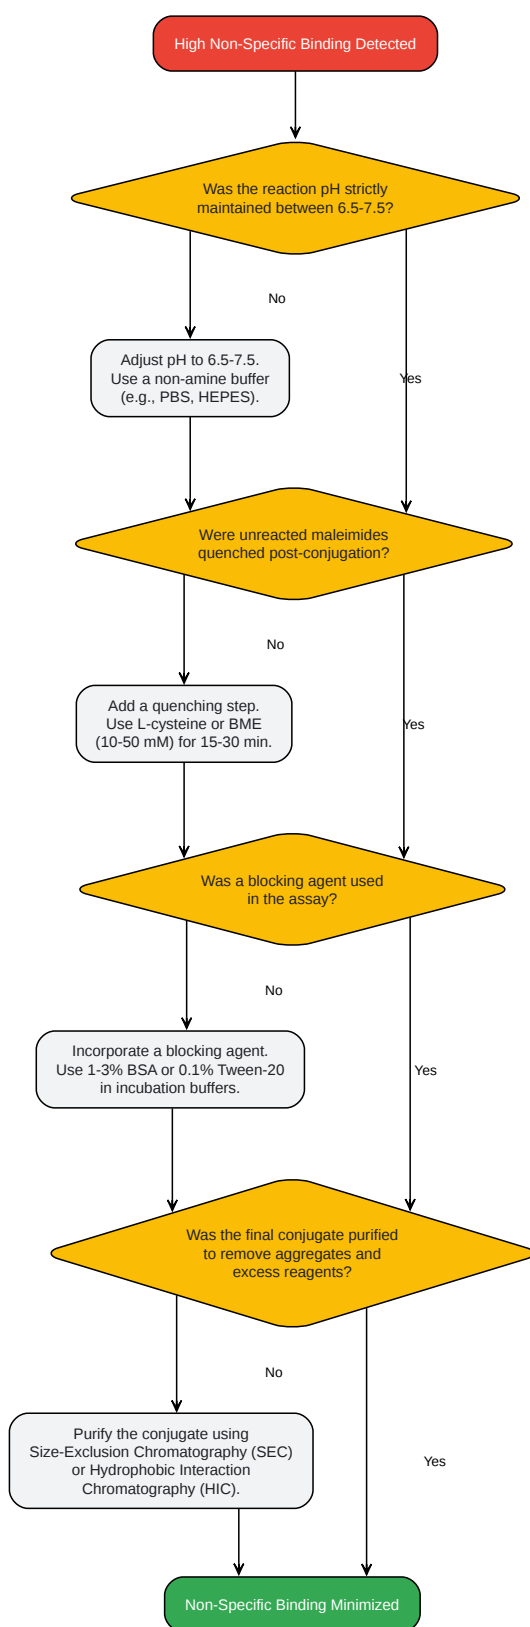 High Non-Specific Binding Detected
Was the reaction pH strictly
maintained between 6.5-7.5?
No
Adjust pH to 6.5-7.5.
Use a non-amine buffer
(e.g., PBS, HEPES).
Yes
Were unreacted maleimides
quenched post-conjugation?
No
Add a quenching step.
Use L-cysteine or BME
(10-50 mM) for 15-30 min.
Yes
Was a blocking agent used
in the assay?
No
Incorporate a blocking agent.
Use 1-3% BSA or 0.1% Tween-20
in incubation buffers.
Yes
Was the final conjugate purified
to remove aggregates and
excess reagents?
No
Purify the conjugate using
Size-Exclusion Chromatography (SEC)
or Hydrophobic Interaction
Chromatography (HIC).
Yes
Non-Specific Binding Minimized